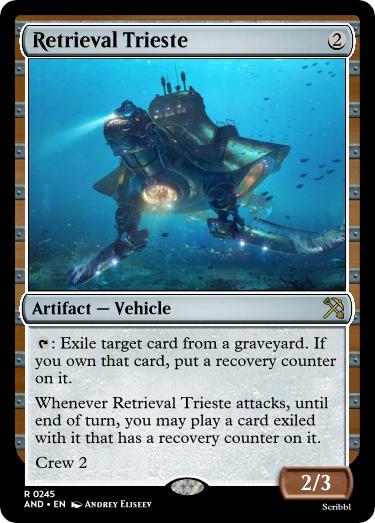 Retrieval Trieste 2
Artifact — Vehicle
: Exile target card from a graveyard. If
you own that card, put a recovery counter
on it.
Whenever Retrieval Trieste attacks, until
end of turn, you may play a card exiled
with it that has a recovery counter on it.
Crew 2
2/3
R 0245
AND • EN Andrey Eliseev
Scribbl